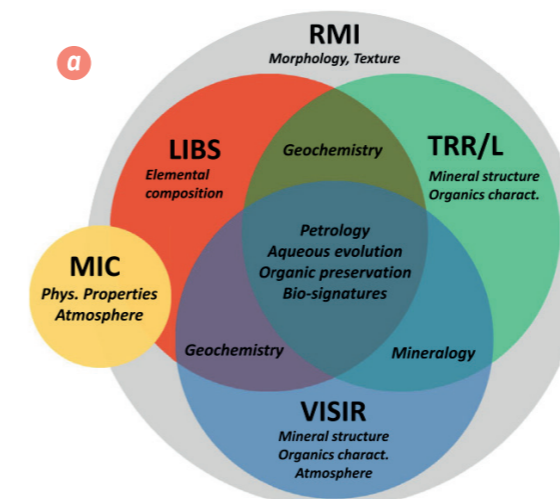 a
RMI
Morphology, Texture
LIBS
Elemental
composition
Geochemistry
TRR/L
Mineral structure
Organics charact.
Petrology
Aqueous evolution
Organic preservation
Bio-signatures
MIC
Phys. Properties
Atmosphere
Geochemistry
Mineralogy
VISIR
Mineral structure
Organics charact.
Atmosphere